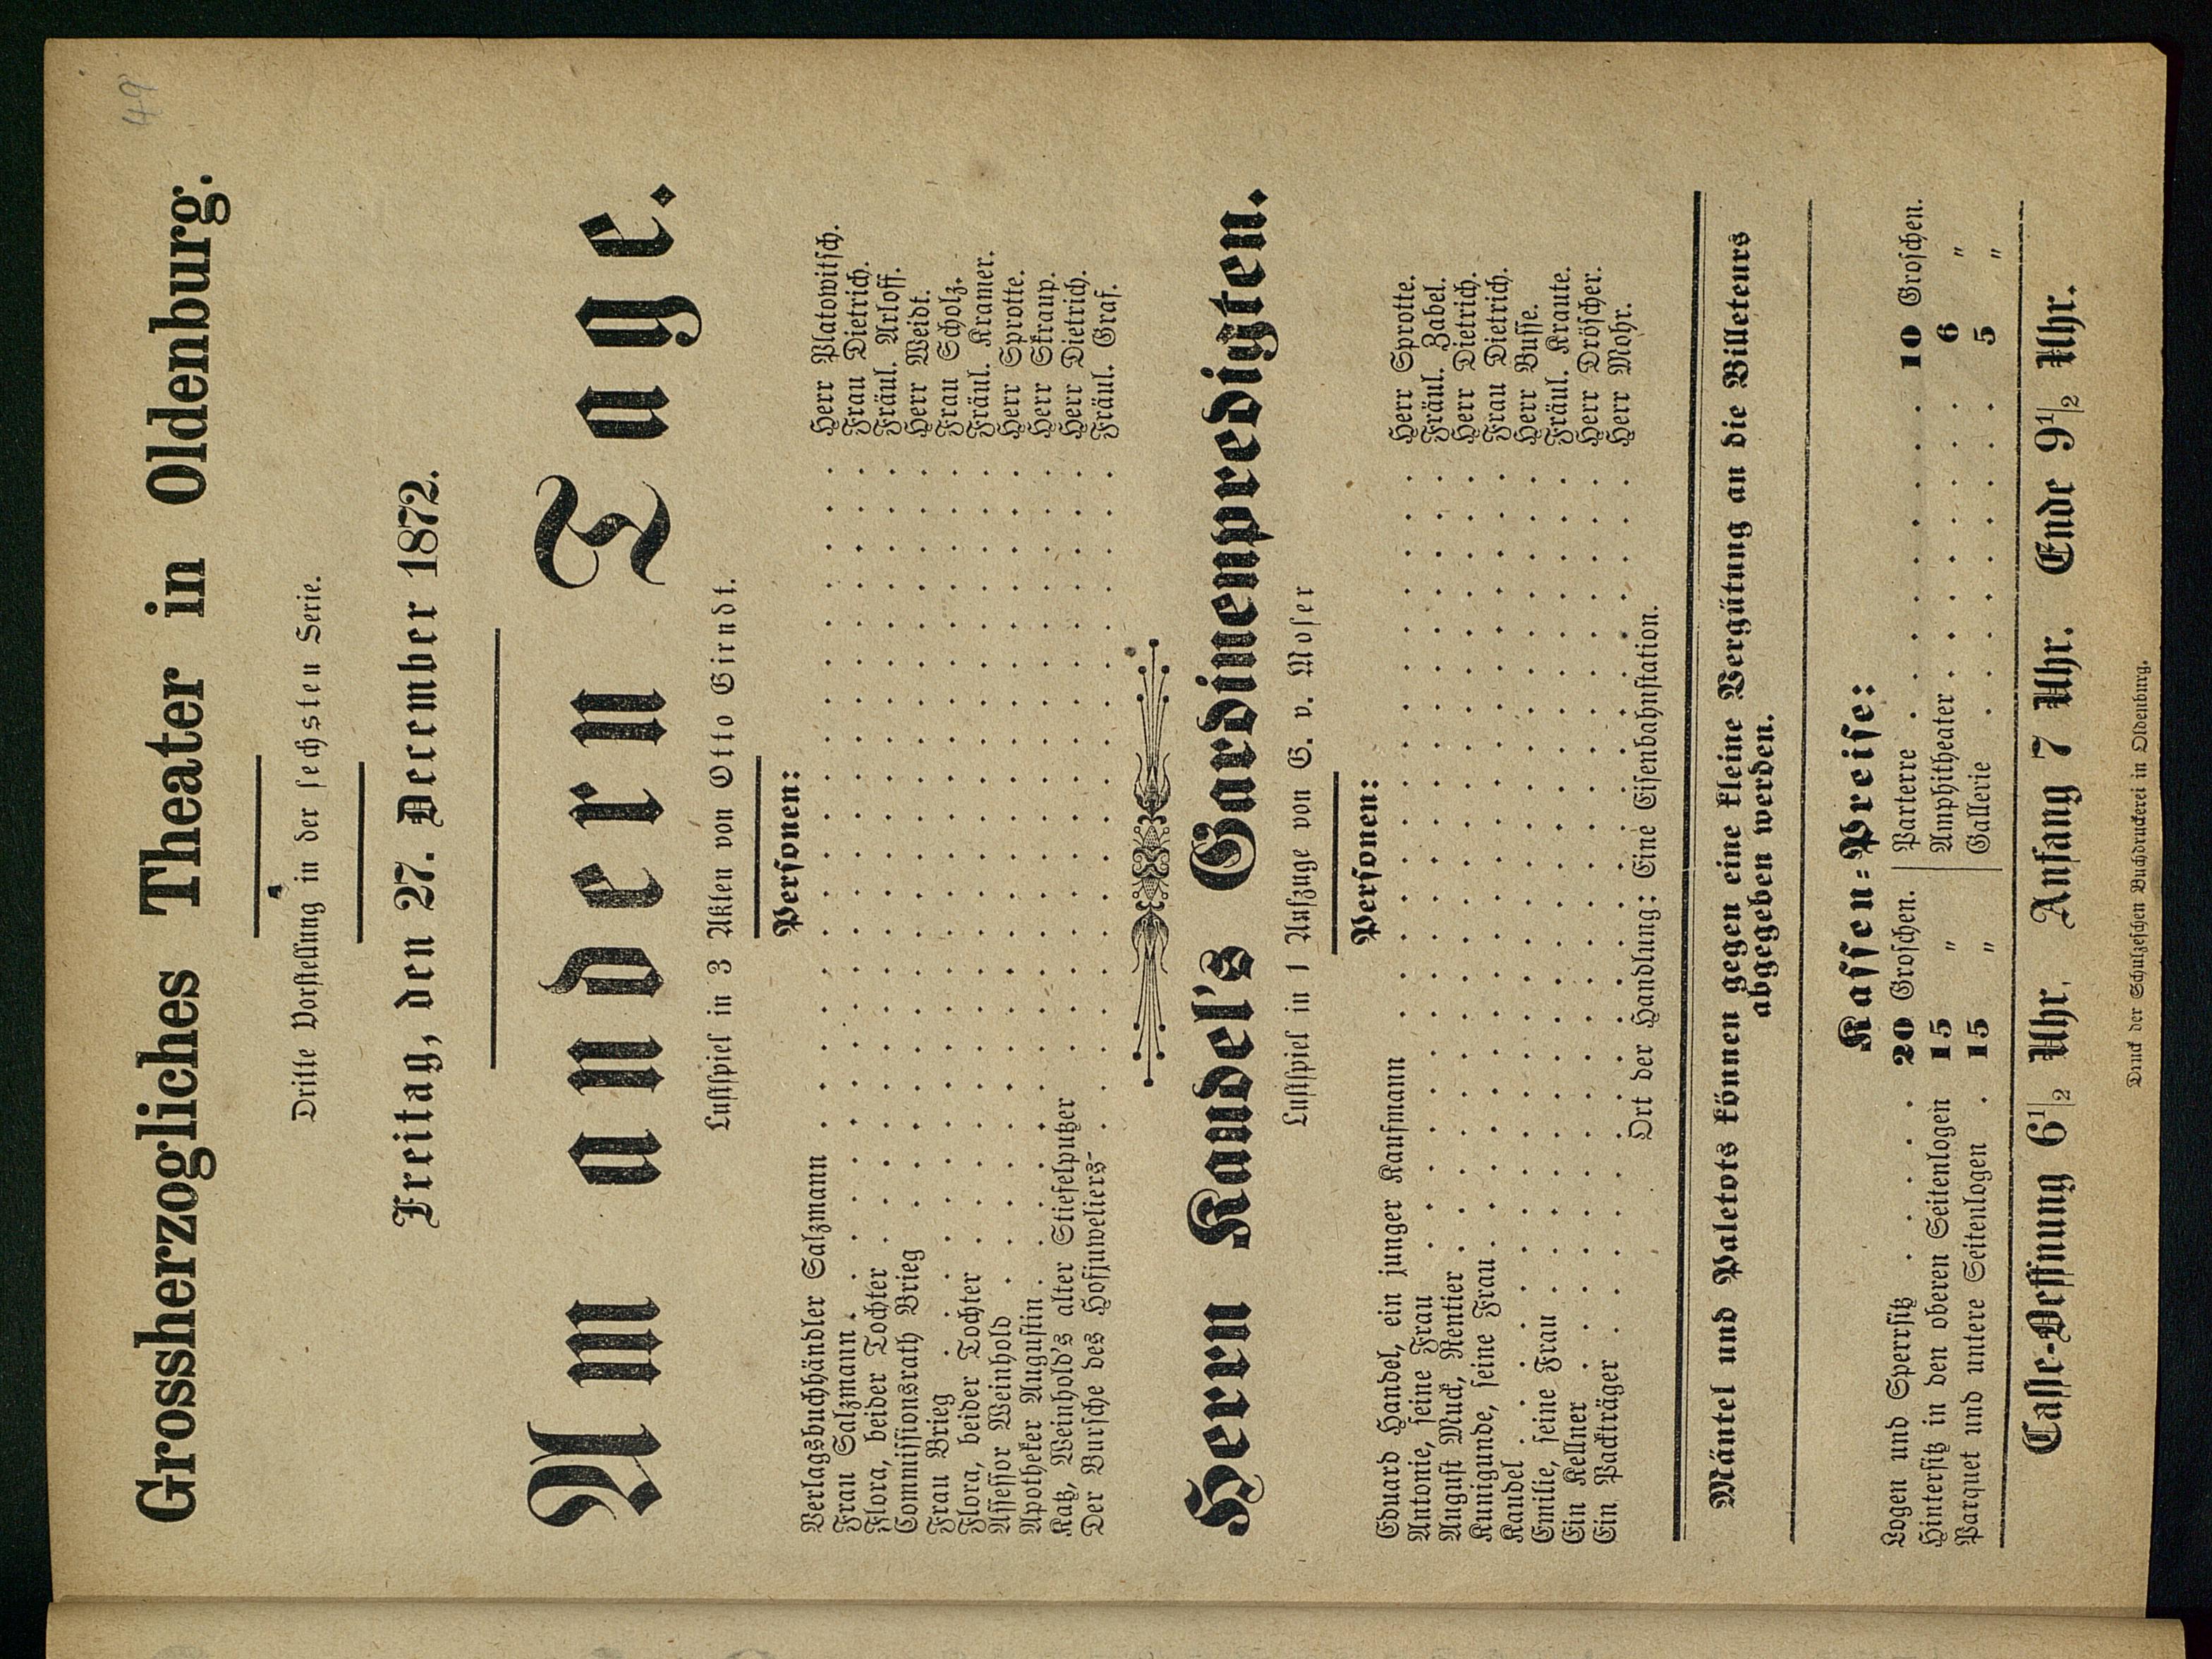 49
Grossherzogliches Theater in Oldenburg.
Dritte Vorstellung in der sechsten Serie.
Freitag, den 27. December 1872.
Am andern Tage.
Lustspiel in 3 Akten von Otto Girndt.
Personen:
Verlagsbuchhändler Salzmann . . . . . . . . . . . . . . . . . . Herr Platowitsch.
Frau Salzmann . . . . . . . . . . . . . . . . . . . . . . Frau Dietrich.
Flora, beider Tochter . . . . . . . . . . . . . . . . . . . . Fräul. Arloff.
Commissionsrath Brieg . . . . . . . . . . . . . . . . . . . . Herr Weidt.
Frau Brieg . . . . . . . . . . . . . . . . . . . . . . . Frau Scholz.
Flora, beider Tochter . . . . . . . . . . . . . . . . . . . . Fräul. Kramer.
Assessor Weinhold . . . . . . . . . . . . . . . . . . . . . Herr Sprotte.
Apotheker Augustin . . . . . . . . . . . . . . . . . . . . . Herr Skraup.
Katz, Weinhold's alter Stiefelputzer . . . . . . . . . . . . . . . . . Herr Dietrich.
Der Bursche des Hofjuweliers . . . . . . . . . . . . . . . . . . Fräul. Graf.
Herrn Kaudel's Gardinenpredigten.
Lustspiel in 1 Aufzuge von G. v. Moser
Personen:
Eduard Handel, ein junger Kaufmann . . . . . . . . . . . . . . . . Herr Sprotte.
Antonie, seine Frau . . . . . . . . . . . . . . . . . . . . . Fräul. Zabel.
August Muck, Rentier . . . . . . . . . . . . . . . . . . . . Herr Dietrich.
Kunigunde, seine Frau . . . . . . . . . . . . . . . . . . . . Frau Dietrich.
Kaudel . . . . . . . . . . . . . . . . . . . . . . . . Herr Busse.
Emilie, seine Frau . . . . . . . . . . . . . . . . . . . . . Fräul. Kraute.
Ein Kellner . . . . . . . . . . . . . . . . . . . . . . . Herr Dröscher.
Ein Packträger . . . . . . . . . . . . . . . . . . . . . . Herr Mohr.
Ort der Handlung: Eine Eisenbahnstation.
Mäntel und Paletots können gegen eine kleine Vergütung an die Billeteurs
abgegeben werden.
Kassen-Preise:
Logen und Sperrsitz . . . . . 20 Groschen.
Hintersitz in den oberen Seitenlogen 15 "
Parquet und untere Seitenlogen . 15 "
Parterre . . . . . . . . . 10 Groschen.
Amphitheater . . . . . . . . 6 "
Gallerie . . . . . . . . . 5 "
Casse-Oeffnung 6 1/2 Uhr. Anfang 7 Uhr. Ende 9 1/2 Uhr.
Druck der Schulzeschen Buchdruckerei in Oldenburg.